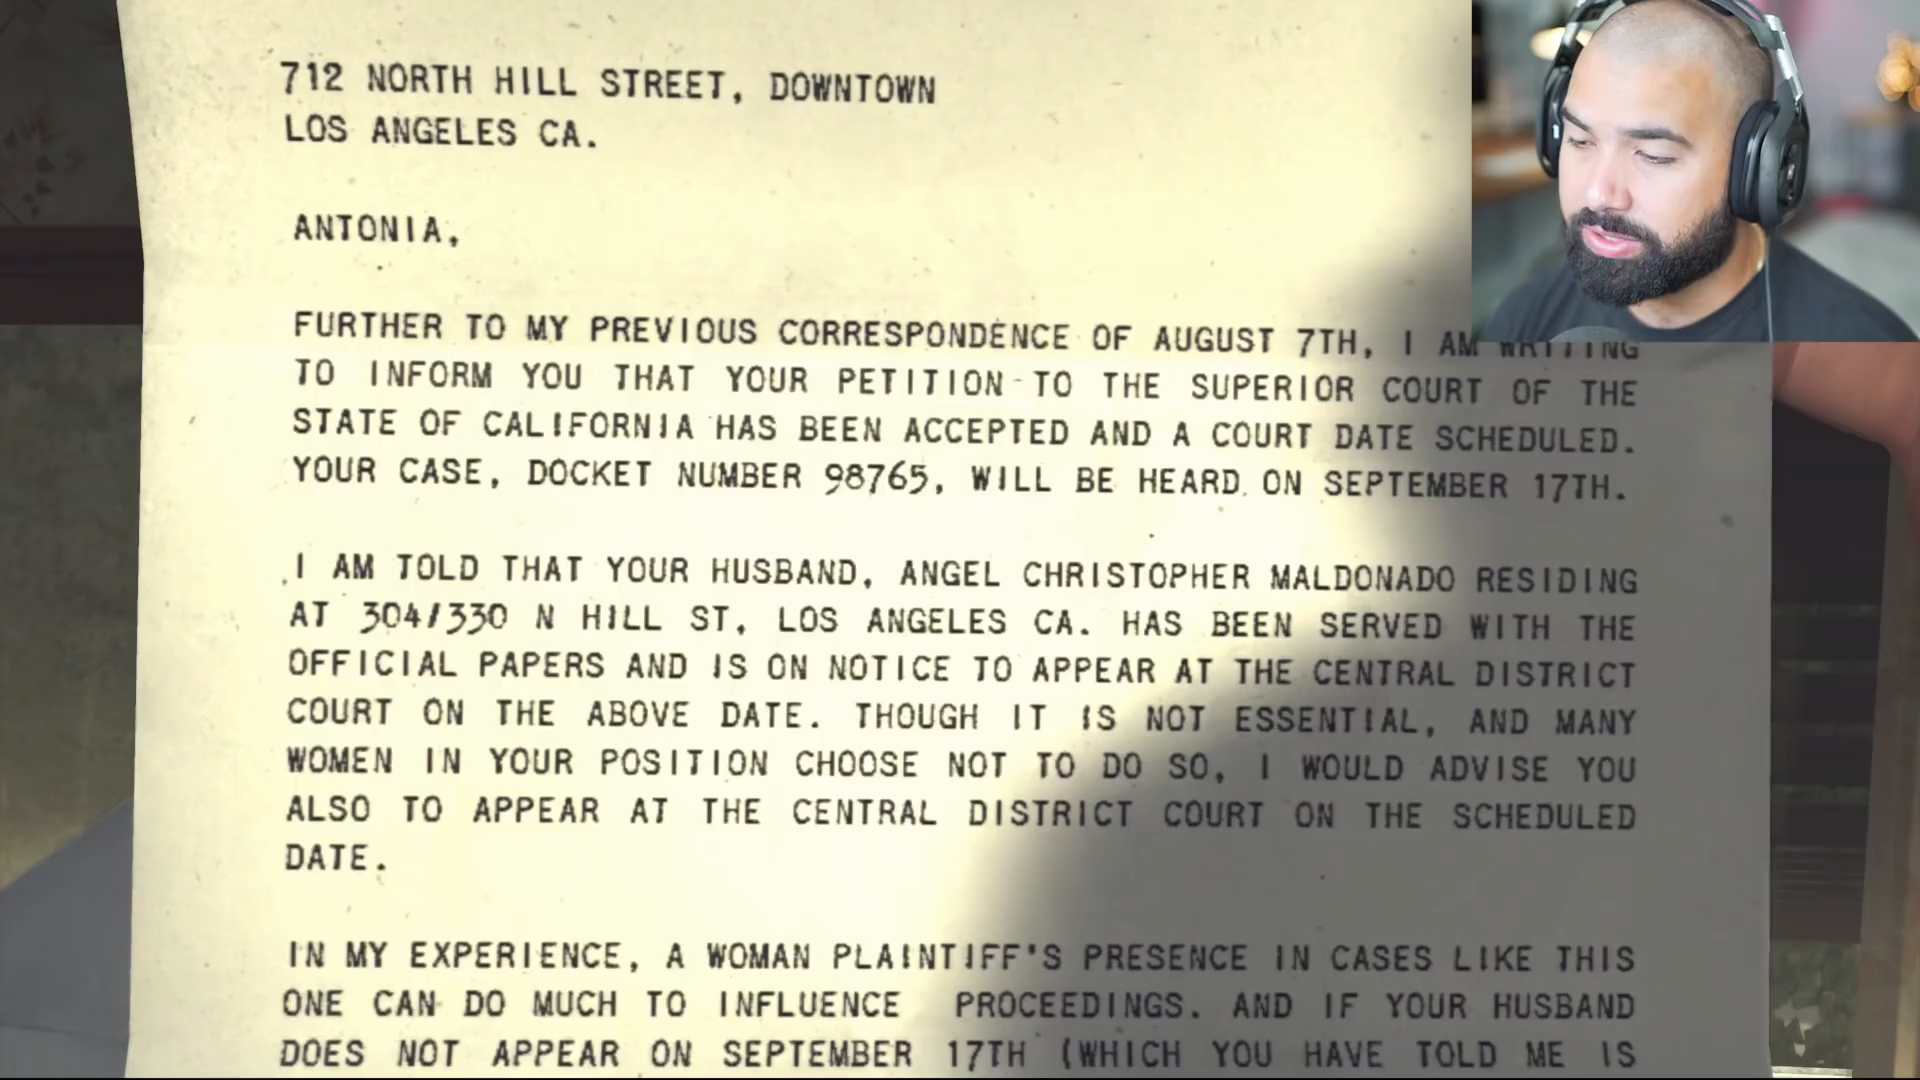 712 NORTH HILL STREET, DOWNTOWN
LOS ANGELES CA.
ANTONIA,
FURTHER TO MY PREVIOUS CORRESPONDENCE OF AUGUST 7TH, I AM WRITING
TO INFORM YOU THAT YOUR PETITION TO THE SUPERIOR COURT OF THE
STATE OF CALIFORNIA HAS BEEN ACCEPTED AND A COURT DATE SCHEDULED.
YOUR CASE, DOCKET NUMBER 98765, WILL BE HEARD ON SEPTEMBER 17TH.
I AM TOLD THAT YOUR HUSBAND, ANGEL CHRISTOPHER MALDONADO RESIDING
AT 304/330 N HILL ST, LOS ANGELES CA. HAS BEEN SERVED WITH THE
OFFICIAL PAPERS AND IS ON NOTICE TO APPEAR AT THE CENTRAL DISTRICT
COURT ON THE ABOVE DATE. THOUGH IT IS NOT ESSENTIAL, AND MANY
WOMEN IN YOUR POSITION CHOOSE NOT TO DO SO, I WOULD ADVISE YOU
ALSO TO APPEAR AT THE CENTRAL DISTRICT COURT ON THE SCHEDULED
DATE.
IN MY EXPERIENCE, A WOMAN PLAINTIFF'S PRESENCE IN CASES LIKE THIS
ONE CAN DO MUCH TO INFLUENCE PROCEEDINGS. AND IF YOUR HUSBAND
DOES NOT APPEAR ON SEPTEMBER 17TH (WHICH YOU HAVE TOLD ME IS